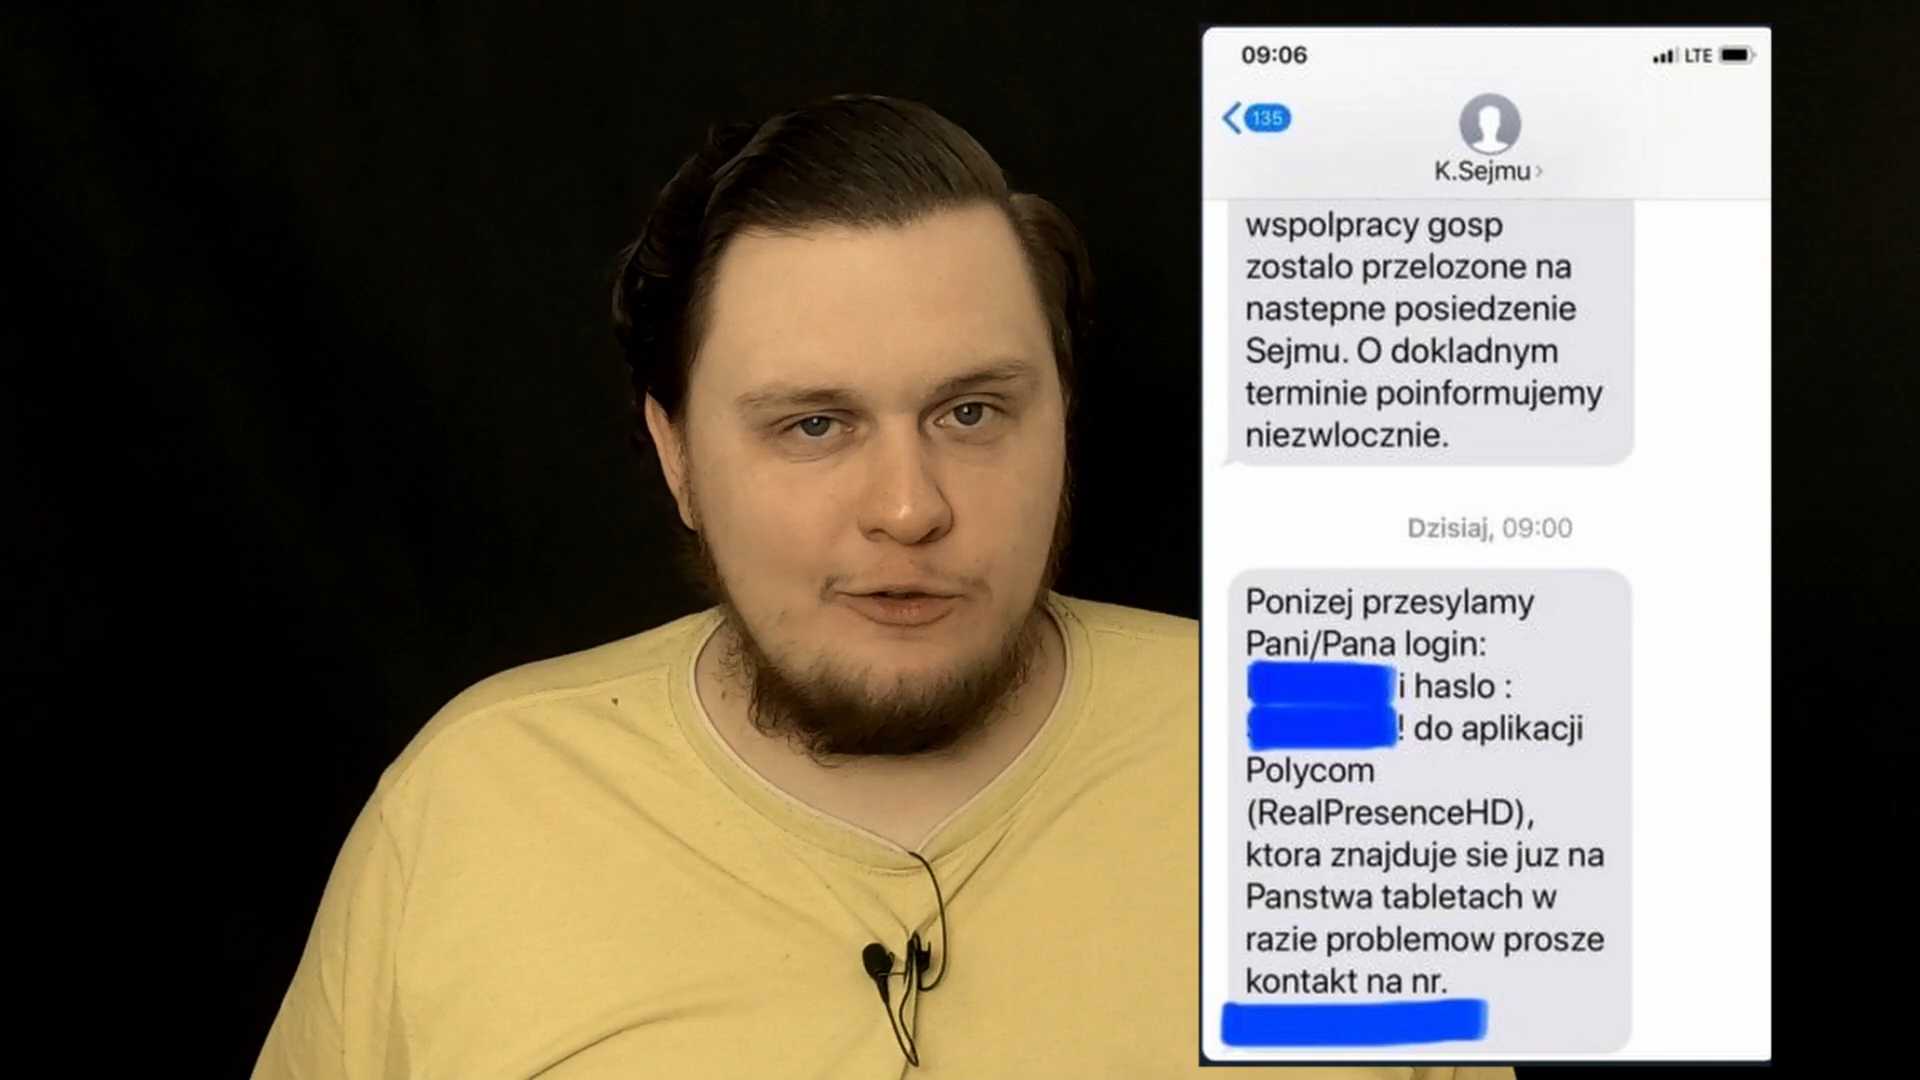 09:06
LTE
135
K.Sejmu
wspolpracy gosp
zostalo przelozone na
nastepne posiedzenie
Sejmu. O dokladnym
terminie poinformujemy
niezwlocznie.
Dzisiaj, 09:00
Ponizej przesylamy
Pani/Pana login:
i haslo :
! do aplikacji
Polycom
(RealPresenceHD),
ktora znajduje sie juz na
Panstwa tabletach w
razie problemow prosze
kontakt na nr.